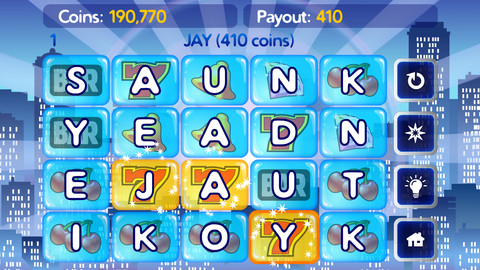 Coins: 190,770 Payout: 410
1 JAY (410 coins)
S A U N K
Y E A D N
E J A U T
I K O Y K